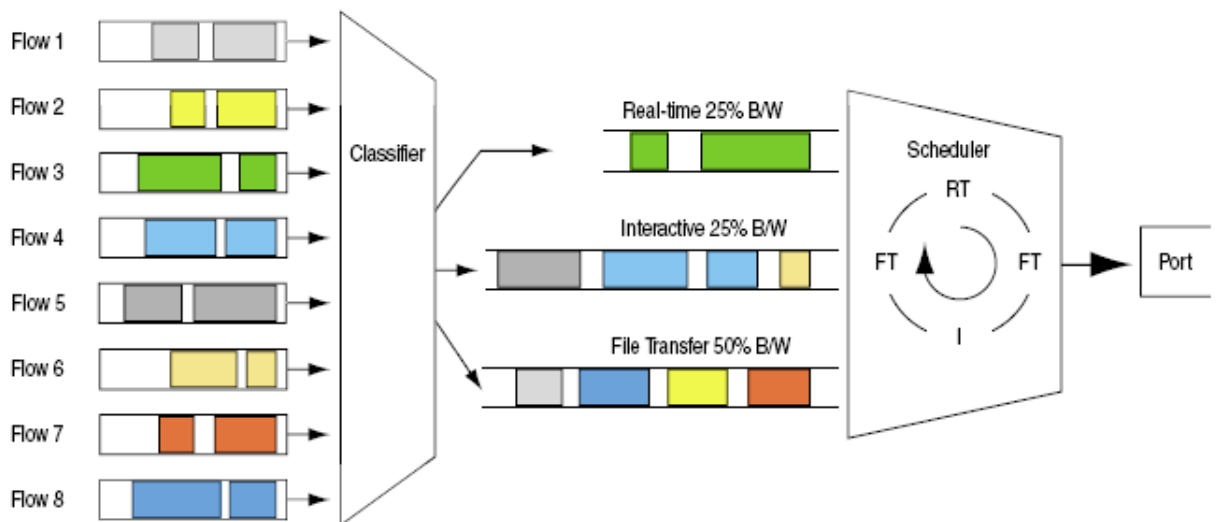 Flow 1
Flow 2
Flow 3
Flow 4
Flow 5
Flow 6
Flow 7
Flow 8
Classifier
Real-time 25% B/W
Interactive 25% B/W
File Transfer 50% B/W
Scheduler
RT
FT
FT
I
Port